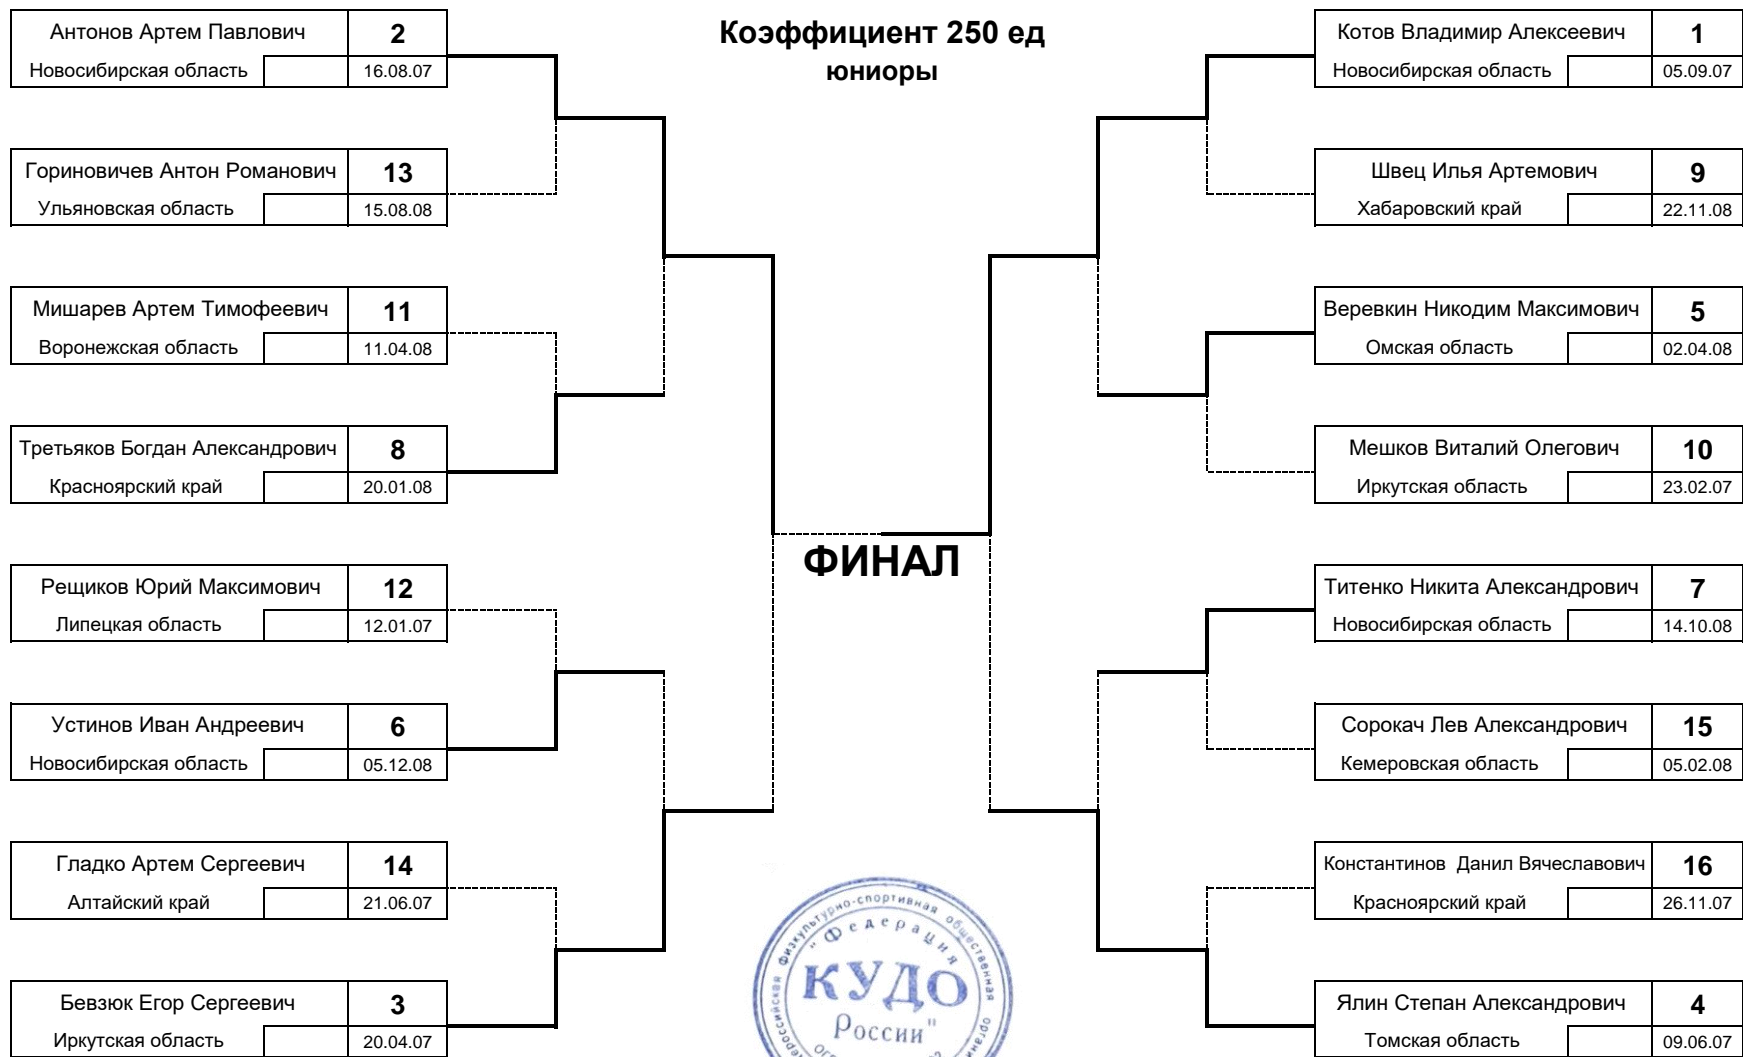 Коэффициент 250 ед
юниоры
Антонов Артем Павлович 2
Новосибирская область 16.08.07
Гориновичев Антон Романович 13
Ульяновская область 15.08.08
Мишарев Артем Тимофеевич 11
Воронежская область 11.04.08
Третьяков Богдан Александрович 8
Красноярский край 20.01.08
Рещиков Юрий Максимович 12
Липецкая область 12.01.07
Устинов Иван Андреевич 6
Новосибирская область 05.12.08
Гладко Артем Сергеевич 14
Алтайский край 21.06.07
Бевзюк Егор Сергеевич 3
Иркутская область 20.04.07
ФИНАЛ
Котов Владимир Алексеевич 1
Новосибирская область 05.09.07
Швец Илья Артемович 9
Хабаровский край 22.11.08
Веревкин Никодим Максимович 5
Омская область 02.04.08
Мешков Виталий Олегович 10
Иркутская область 23.02.07
Титенко Никита Александрович 7
Новосибирская область 14.10.08
Сорокач Лев Александрович 15
Кемеровская область 05.02.08
Константинов Данил Вячеславович 16
Красноярский край 26.11.07
Ялин Степан Александрович 4
Томская область 09.06.07
физкультурно-спортивная общественная
"Федерация
КУДО
России"